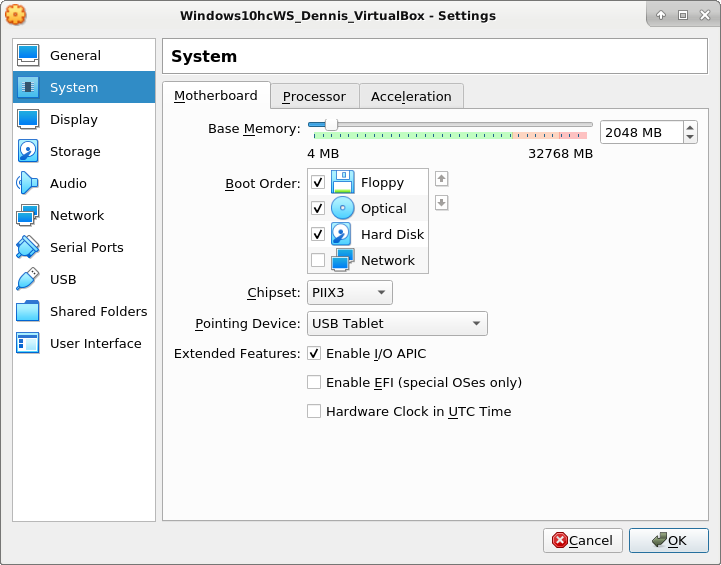 Windows10hcWS_Dennis_VirtualBox - Settings
General
System
Display
Storage
Audio
Network
Serial Ports
USB
Shared Folders
User Interface
System
Motherboard Processor Acceleration
Base Memory: 2048 MB
4 MB 32768 MB
Boot Order: Floppy
Optical
Hard Disk
Network
Chipset: PIIX3
Pointing Device: USB Tablet
Extended Features: Enable I/O APIC
Enable EFI (special OSes only)
Hardware Clock in UTC Time
Cancel OK